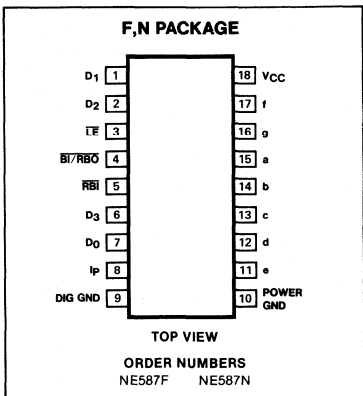 F,N PACKAGE
D1 1 18 VCC
D2 2 17 f
LE 3 16 g
BI/RBO 4 15 a
RBI 5 14 b
D3 6 13 c
D0 7 12 d
IP 8 11 e
DIG GND 9 10 POWER GND
TOP VIEW
ORDER NUMBERS
NE587F NE587N